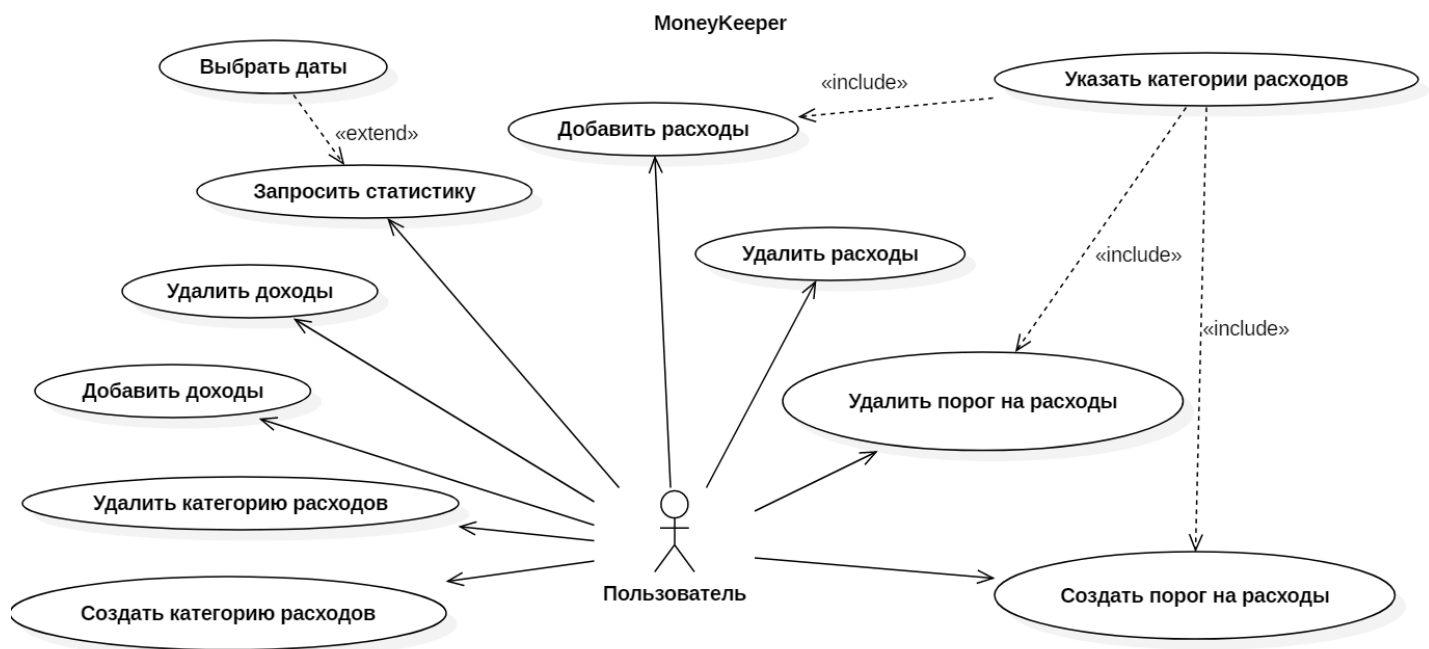 MoneyKeeper
Выбрать даты
«include»
Указать категории расходов
Добавить расходы
«extend»
Запросить статистику
Удалить расходы
«include»
Удалить доходы
«include»
Добавить доходы
Удалить порог на расходы
Удалить категорию расходов
Пользователь
Создать категорию расходов
Создать порог на расходы